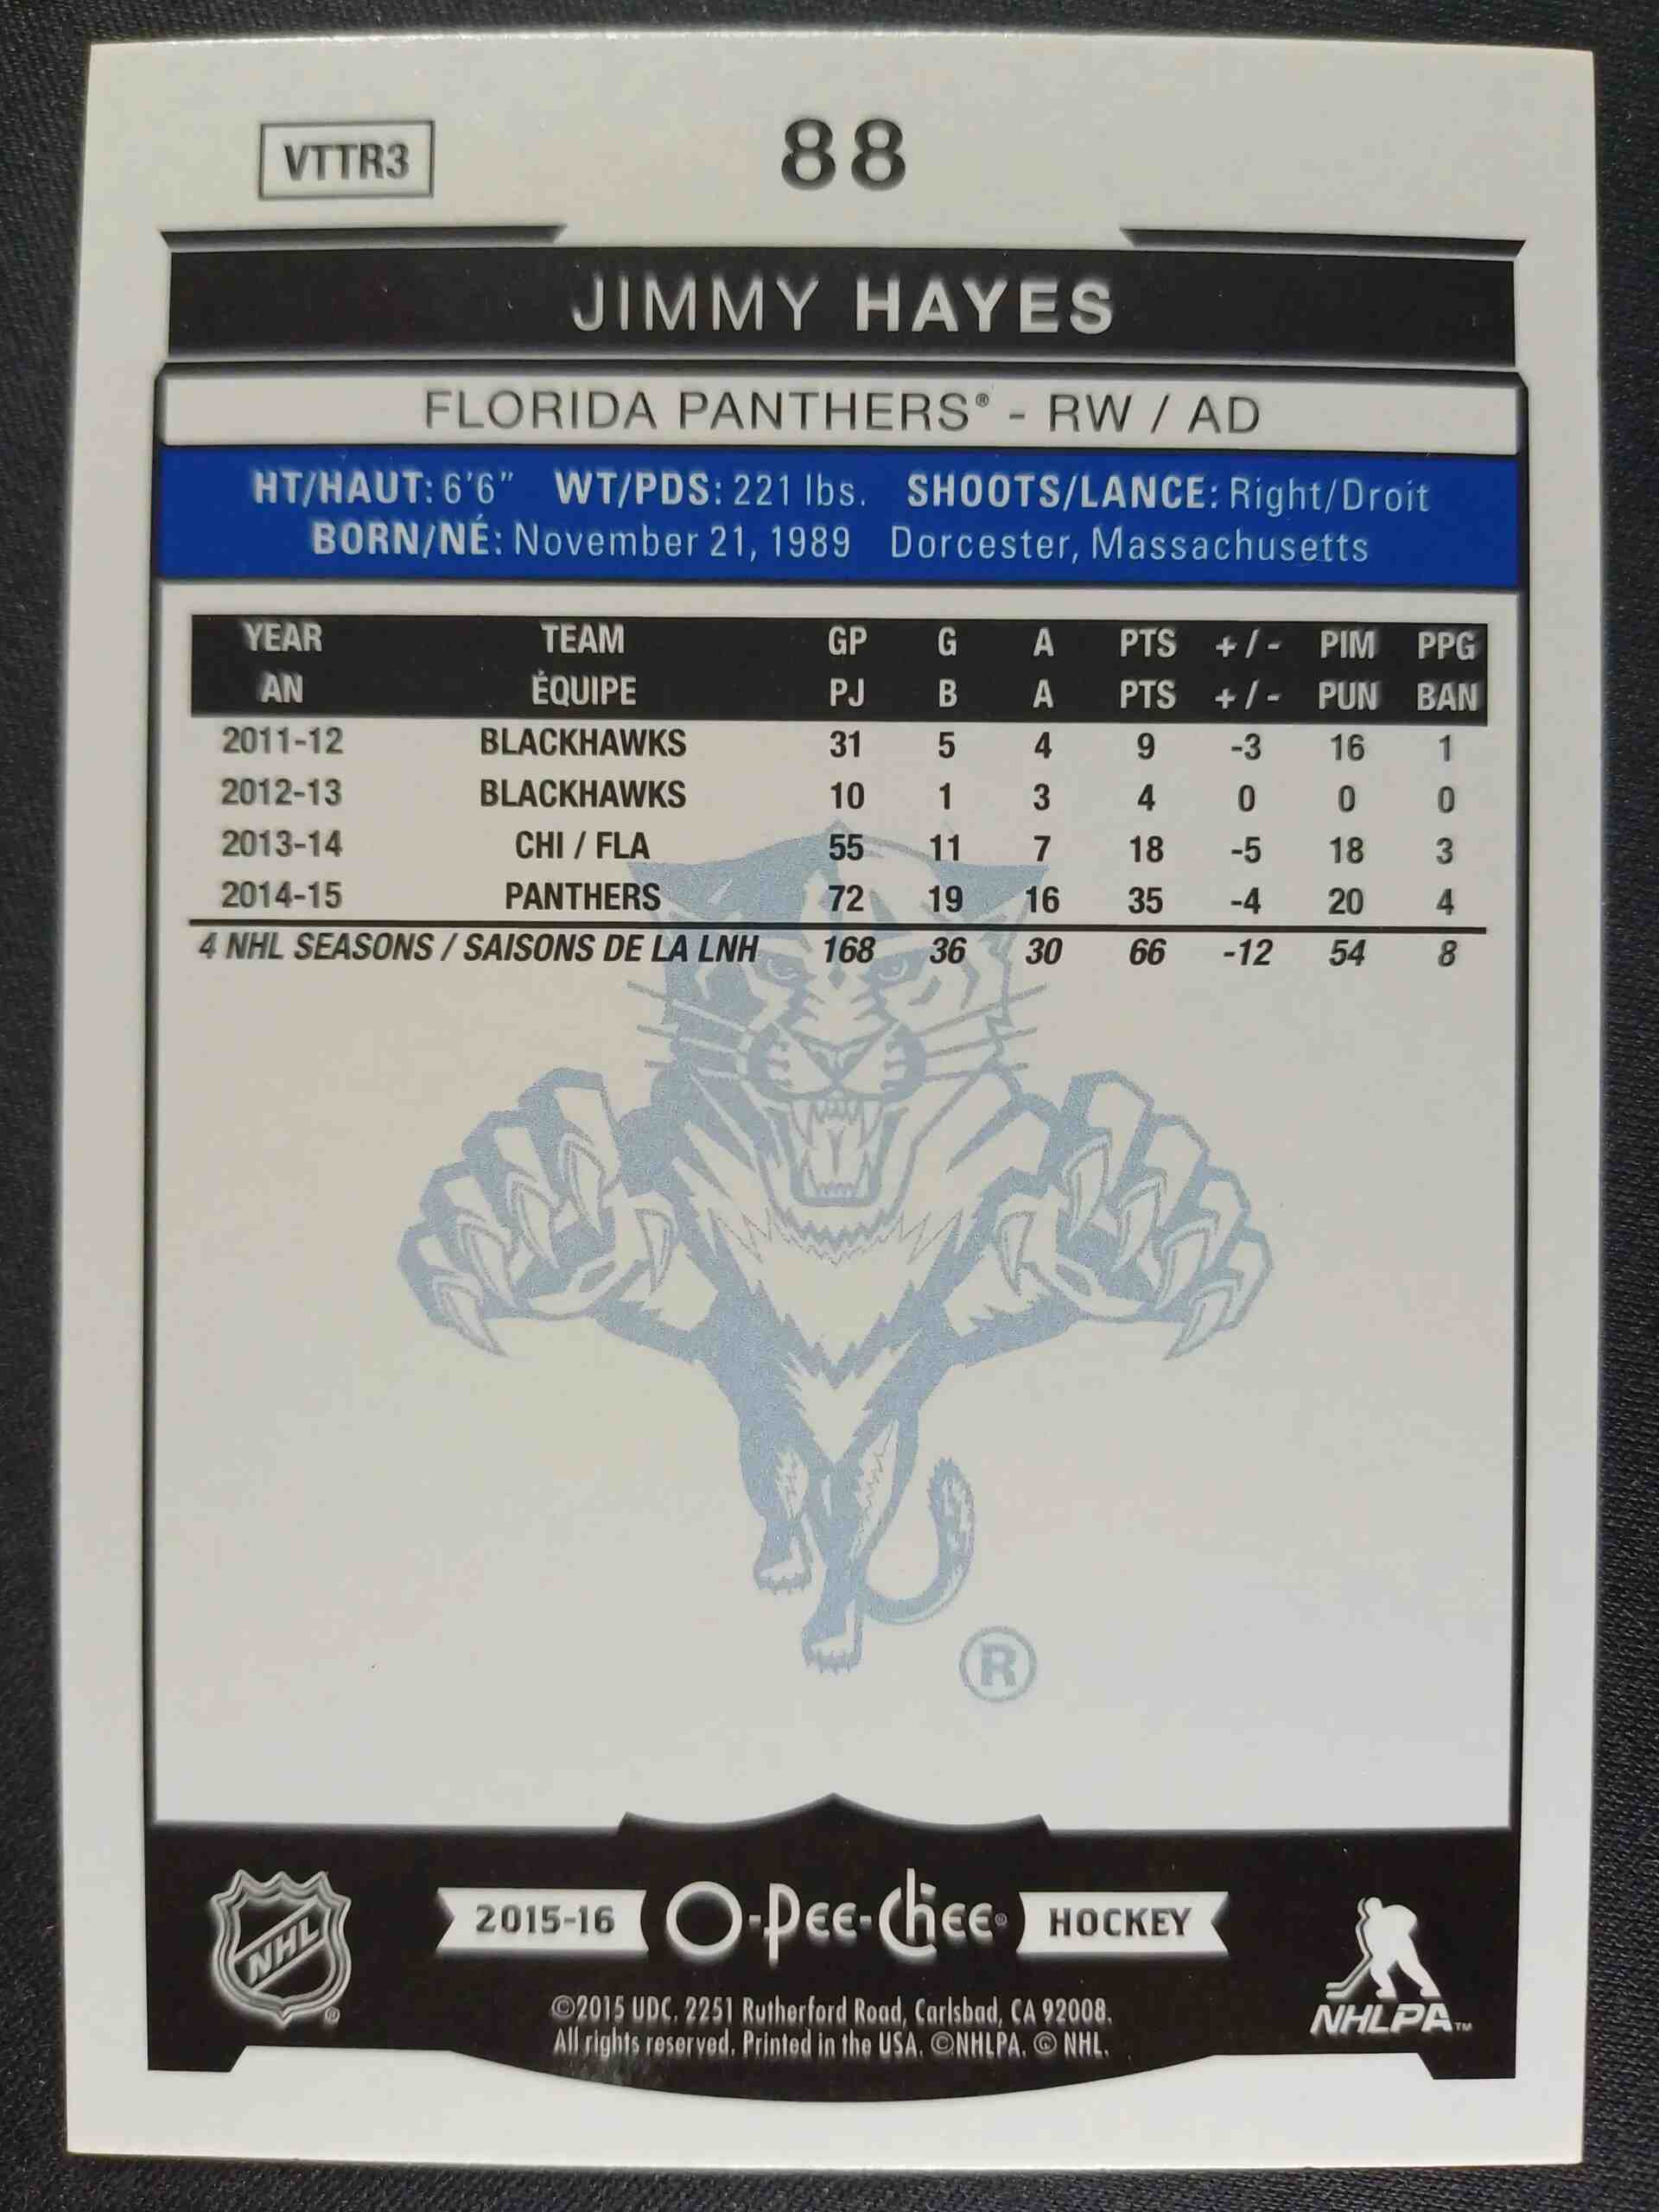 VTTR3
88
JIMMY HAYES
FLORIDA PANTHERS® - RW / AD
HT/HAUT: 6'6" WT/PDS: 221 lbs. SHOOTS/LANCE: Right/Droit
BORN/NÉ: November 21, 1989 Dorcester, Massachusetts
YEAR TEAM GP G A PTS +/- PIM PPG
AN ÉQUIPE PJ B A PTS +/- PUN BAN
2011-12 BLACKHAWKS 31 5 4 9 -3 16 1
2012-13 BLACKHAWKS 10 1 3 4 0 0 0
2013-14 CHI / FLA 55 11 7 18 -5 18 3
2014-15 PANTHERS 72 19 16 35 -4 20 4
4 NHL SEASONS / SAISONS DE LA LNH 168 36 30 66 -12 54 8
®
NHL ®
2015-16 O-Pee-Chee® HOCKEY
©2015 UDC, 2251 Rutherford Road, Carlsbad, CA 92008.
All rights reserved. Printed in the USA. ©NHLPA. © NHL.
NHLPA™